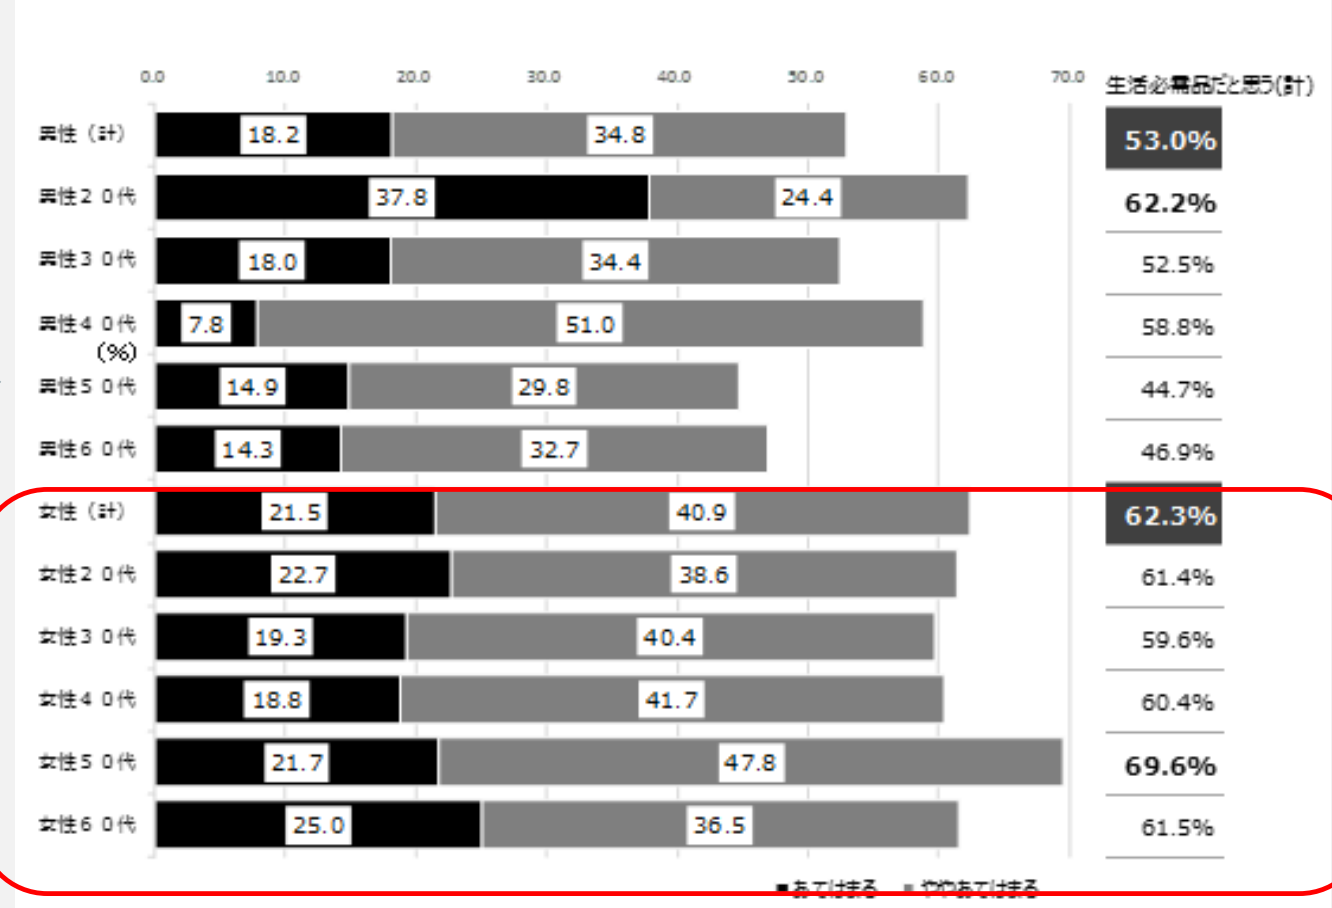 0.0 10.0 20.0 30.0 40.0 50.0 60.0 70.0 生活必需品だと思う(計)
男性（計） 18.2 34.8 53.0%
男性２０代 37.8 24.4 62.2%
男性３０代 18.0 34.4 52.5%
男性４０代 7.8 51.0 58.8%
(%)
男性５０代 14.9 29.8 44.7%
男性６０代 14.3 32.7 46.9%
女性（計） 21.5 40.9 62.3%
女性２０代 22.7 38.6 61.4%
女性３０代 19.3 40.4 59.6%
女性４０代 18.8 41.7 60.4%
女性５０代 21.7 47.8 69.6%
女性６０代 25.0 36.5 61.5%
■あてはまる ■ややあてはまる